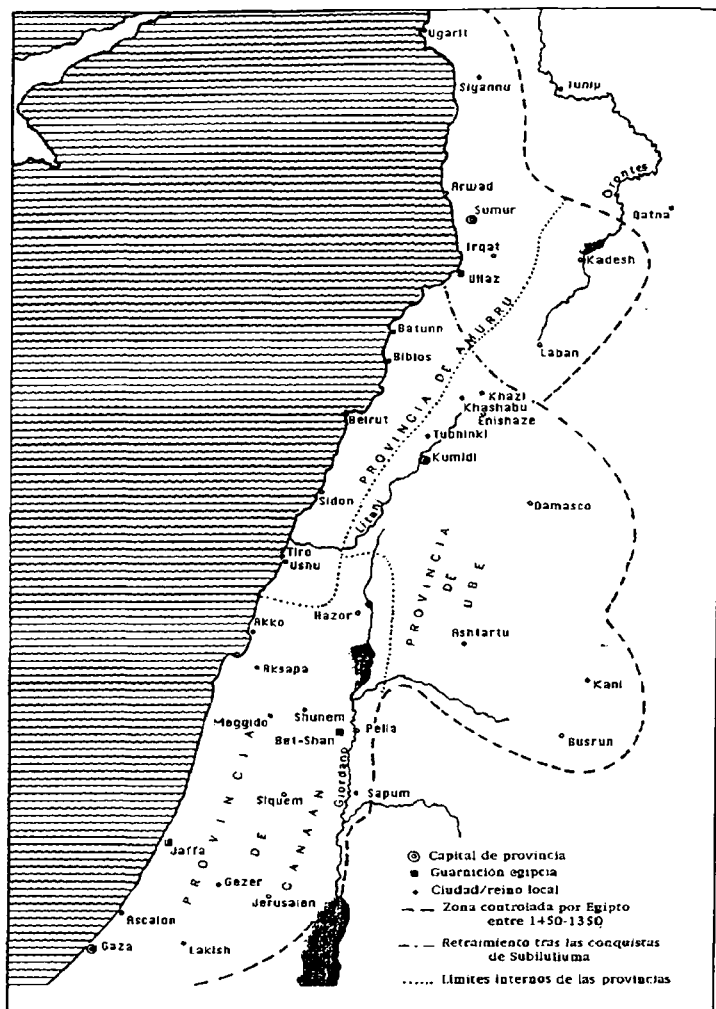 Ugarit
Siyannu
Tunip
Orontes
Arwad
Sumur
Qatna
Irqat
Kadesh
Ullaz
PROVINCIA DE AMURRU
Batunn
Biblos
Laban
Khazi
Khashabu
Enishaze
Beirut
Tubhinki
Kumidi
Sidon
Litani
Damasco
Tiro
Ushu
PROVINCIA
DE
UBE
Hazor
Akko
Ashtartu
Aksapa
Kani
Shunem
Meggido
Bet-Shan
Pella
Busrun
Giordano
Siquem
Sapum
PROVINCIA
DE
CANAAN
Jaffa
Gezer
Jerusalen
Ascalon
Gaza
Lakish
Capital de provincia
Guarnición egipcia
Ciudad/reino local
Zona controlada por Egipto
entre 1450-1350
Retraimiento tras las conquistas
de Subiluliuma
Límites internos de las provincias